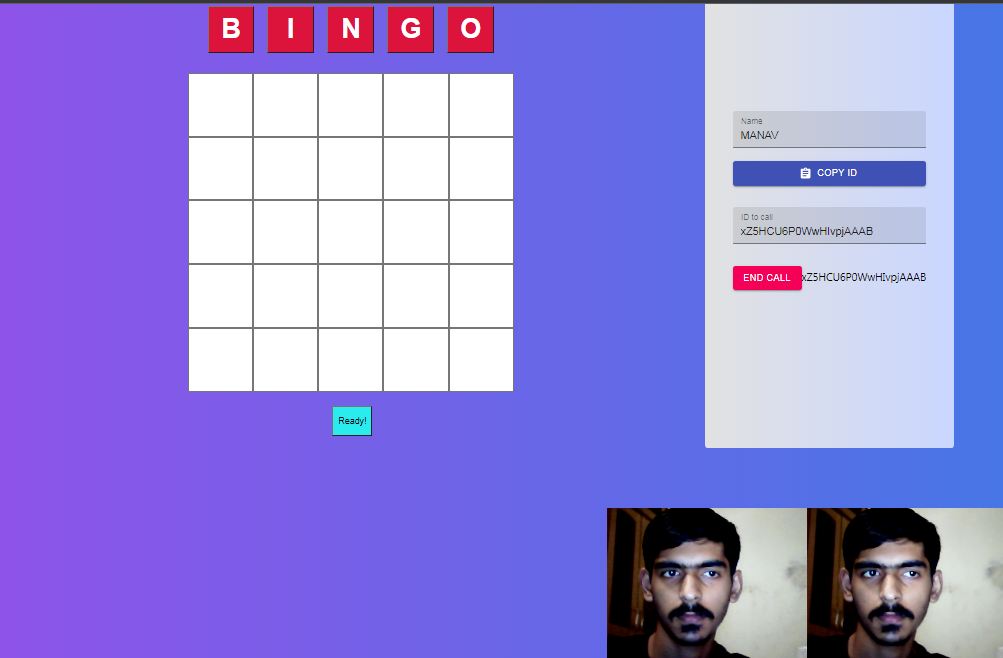 B I N G O
Name
MANAV
COPY ID
ID to call
xZ5HCU6P0WwHIvpjAAAB
END CALL xZ5HCU6P0WwHIvpjAAAB
Ready!